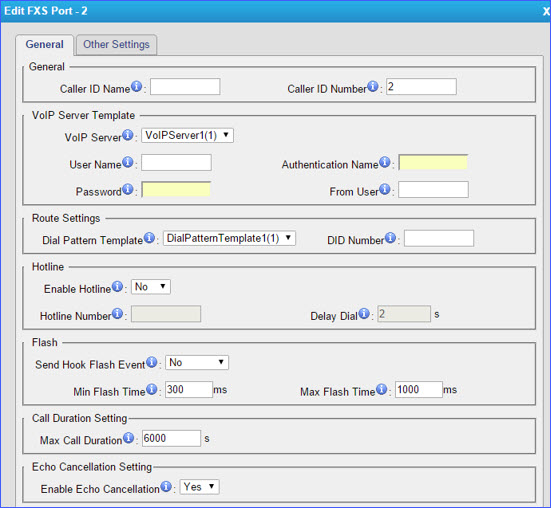 Edit FXS Port - 2 X
General Other Settings
General
Caller ID Name i : Caller ID Number i : 2
VoIP Server Template
VoIP Server i : VoIPServer1(1)
User Name i : Authentication Name i :
Password i : From User i :
Route Settings
Dial Pattern Template i : DialPatternTemplate1(1) DID Number i :
Hotline
Enable Hotline i : No
Hotline Number i : Delay Dial i : 2 s
Flash
Send Hook Flash Event i : No
Min Flash Time i : 300 ms Max Flash Time i : 1000 ms
Call Duration Setting
Max Call Duration i : 6000 s
Echo Cancellation Setting
Enable Echo Cancellation i : Yes